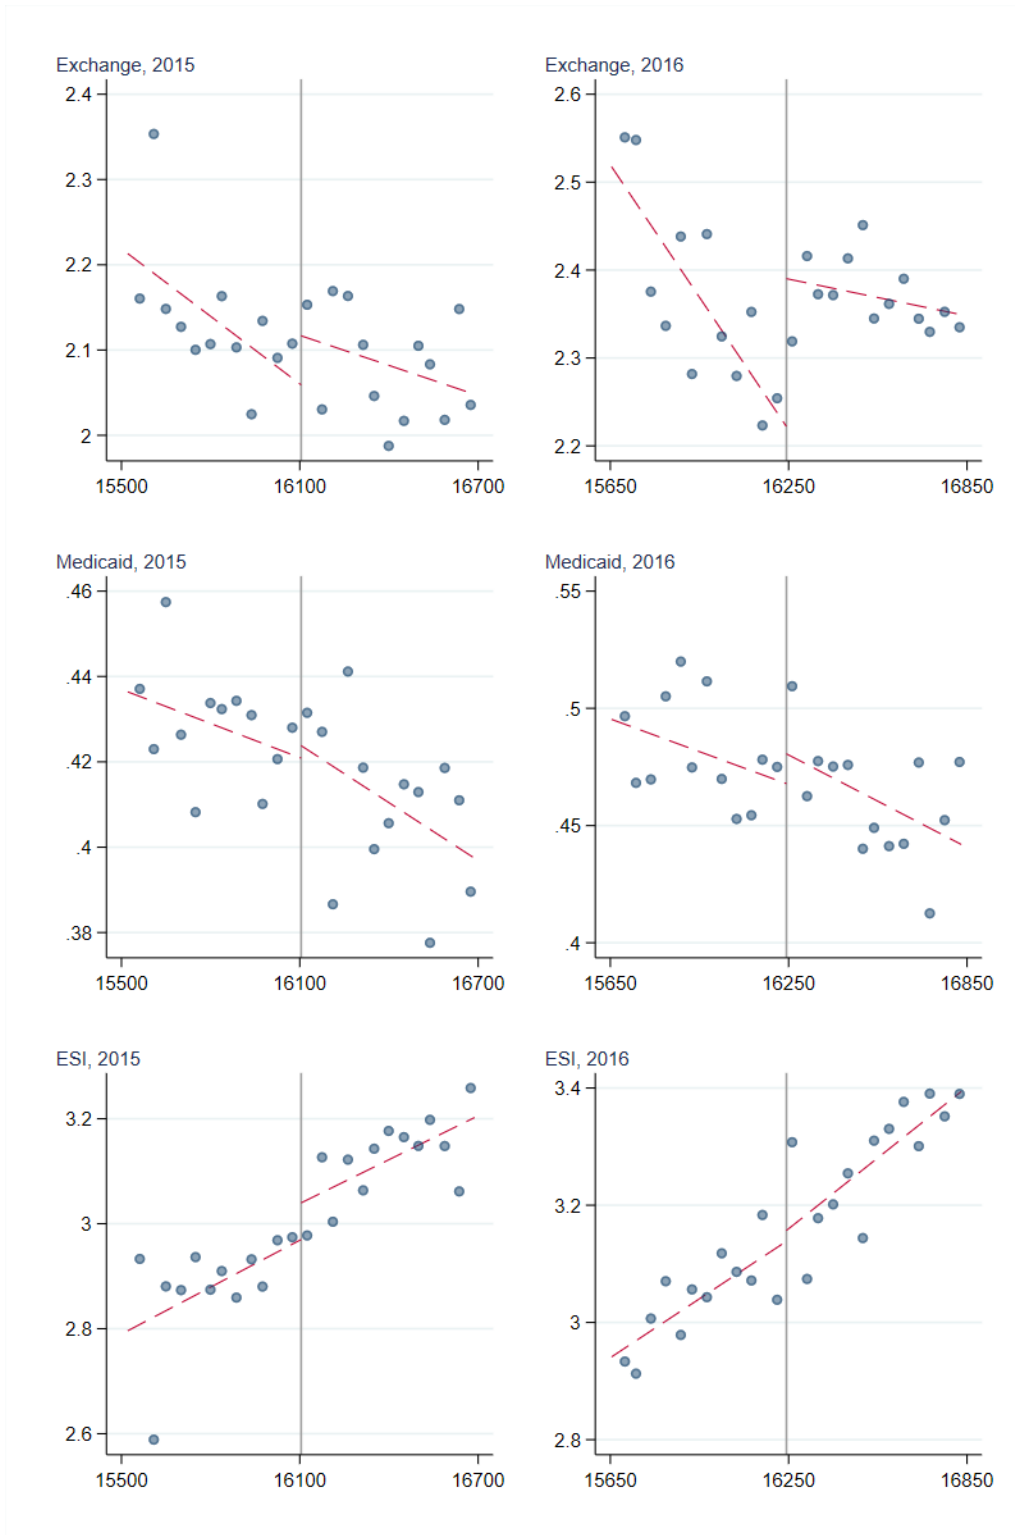 Exchange, 2015
2.4
2.3
2.2
2.1
2
15500 16100 16700
Exchange, 2016
2.6
2.5
2.4
2.3
2.2
15650 16250 16850
Medicaid, 2015
.46
.44
.42
.4
.38
15500 16100 16700
Medicaid, 2016
.55
.5
.45
.4
15650 16250 16850
ESI, 2015
3.2
3
2.8
2.6
15500 16100 16700
ESI, 2016
3.4
3.2
3
2.8
15650 16250 16850